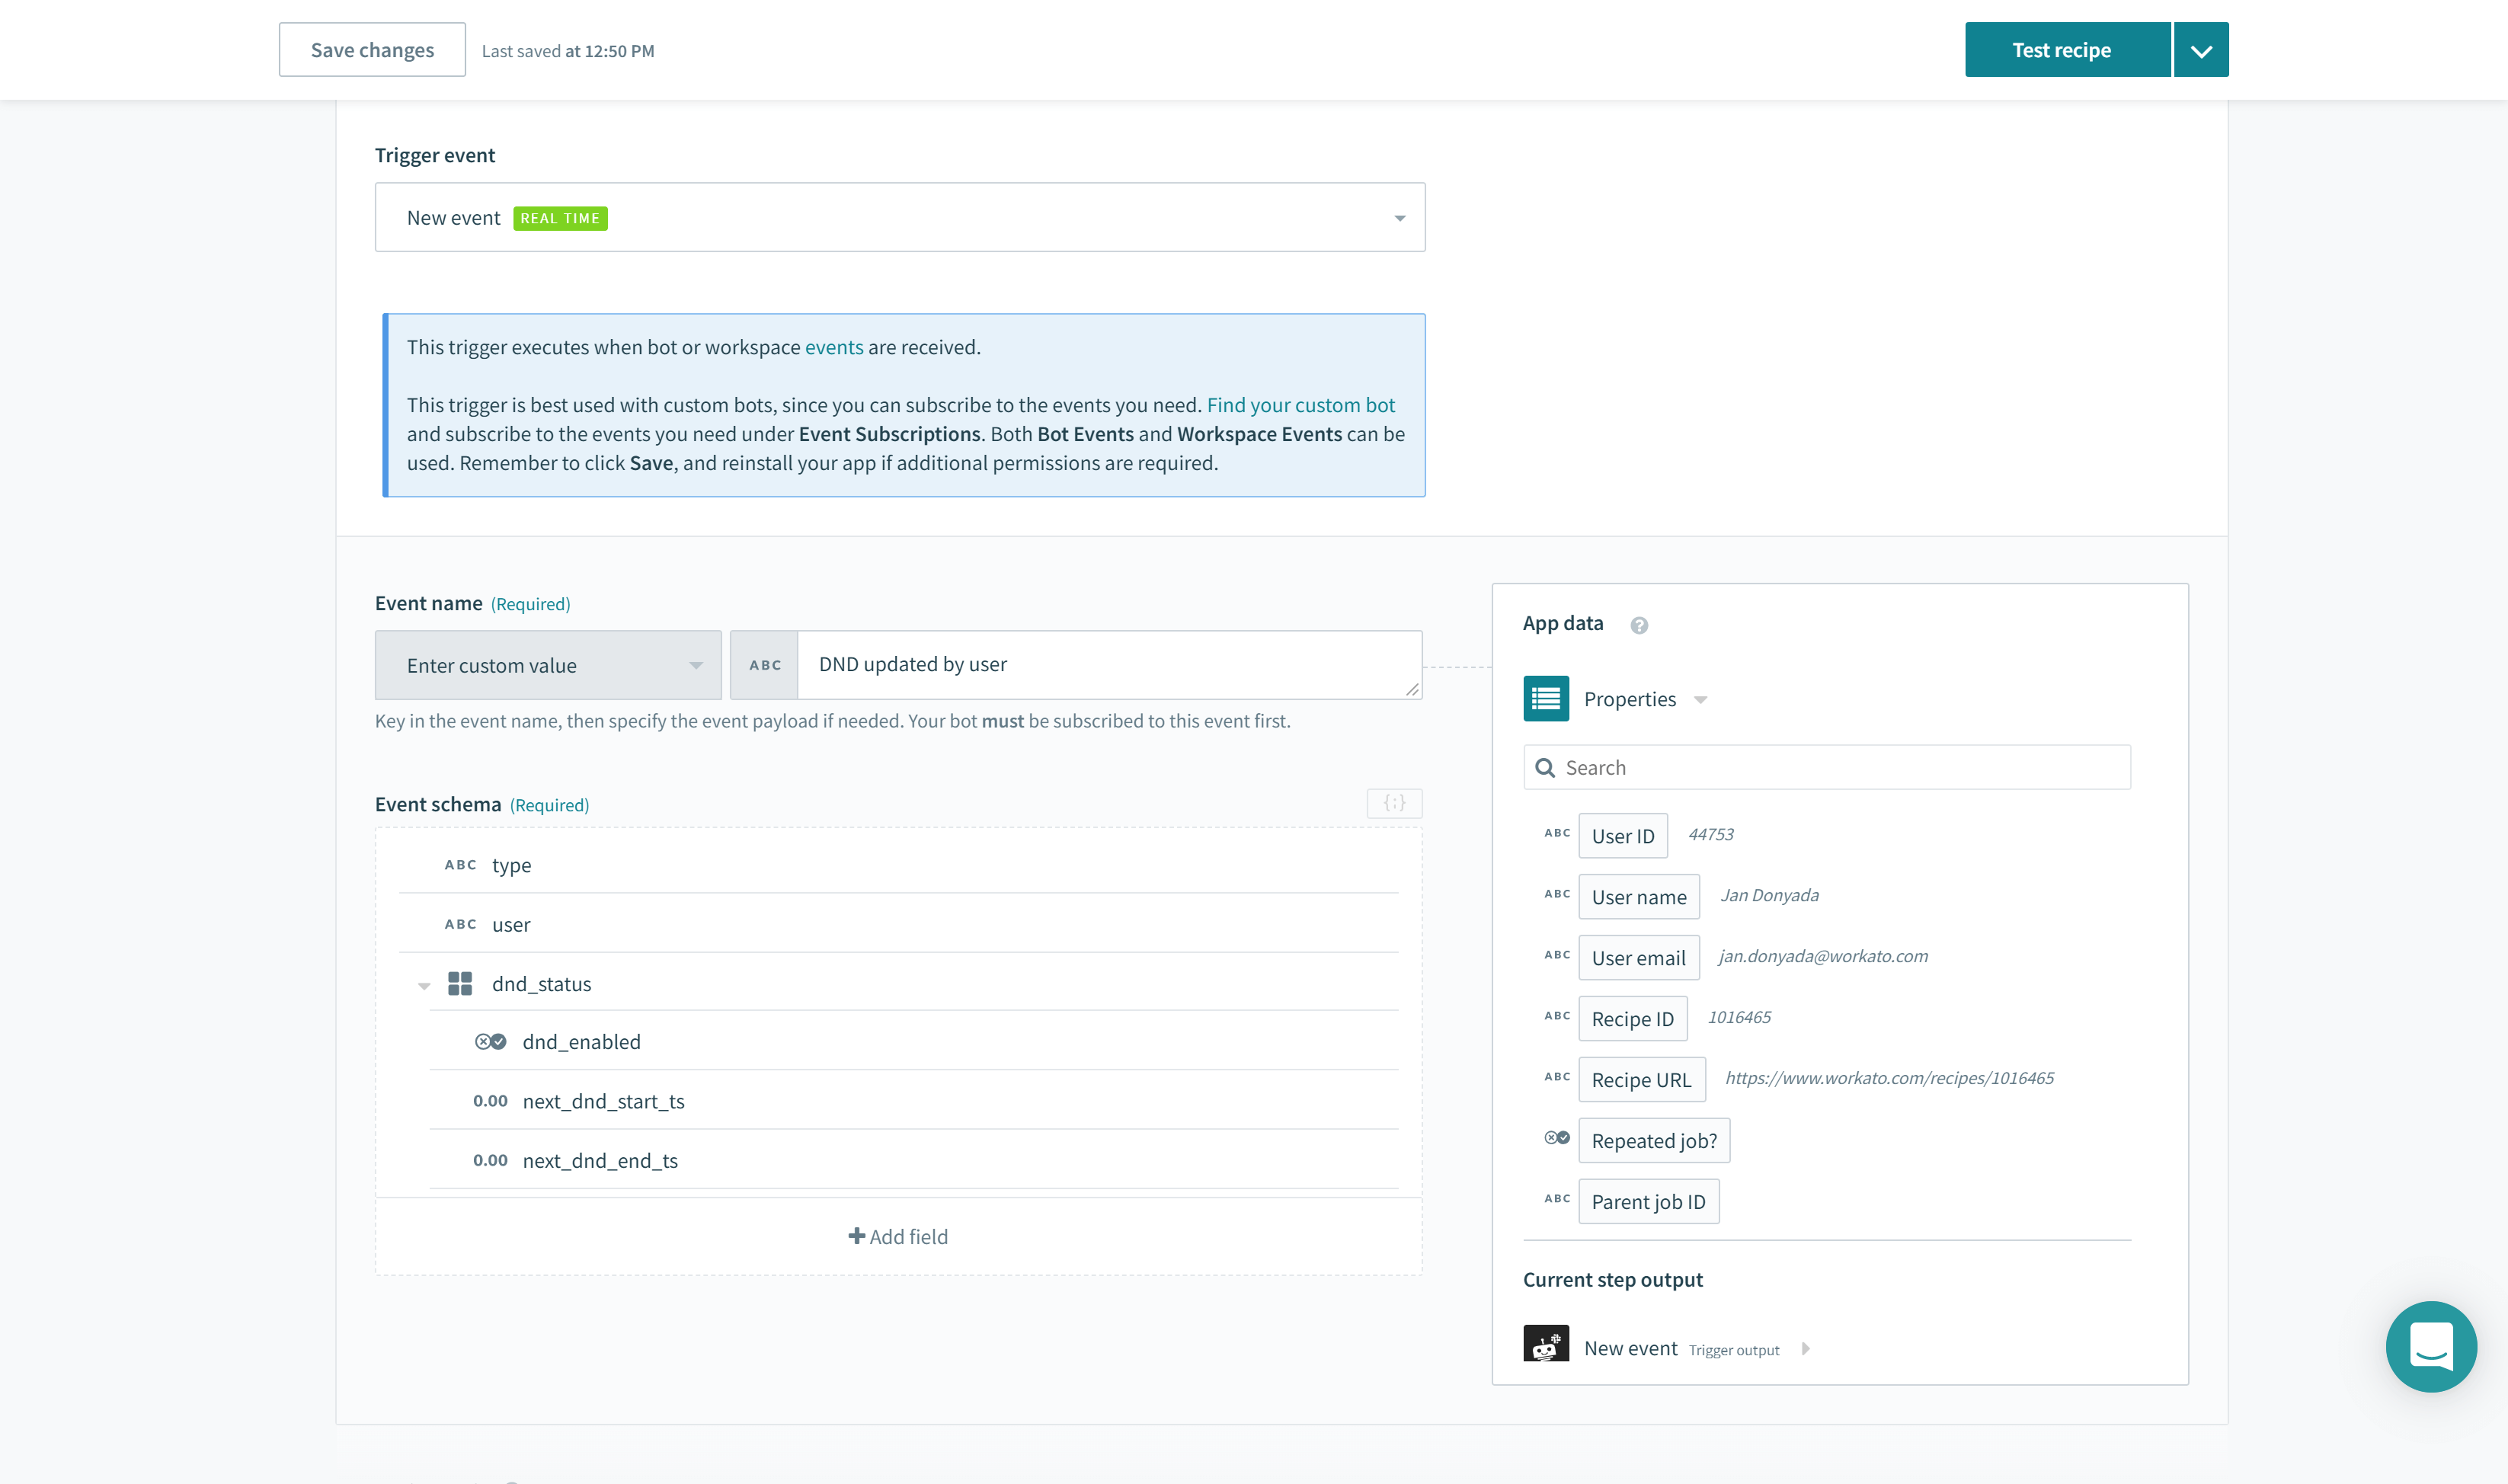 Save changes
Last saved at 12:50 PM
Test recipe
Trigger event
New event REAL TIME
This trigger executes when bot or workspace events are received.
This trigger is best used with custom bots, since you can subscribe to the events you need. Find your custom bot
and subscribe to the events you need under Event Subscriptions. Both Bot Events and Workspace Events can be
used. Remember to click Save, and reinstall your app if additional permissions are required.
Event name (Required)
Enter custom value
ABC DND updated by user
Key in the event name, then specify the event payload if needed. Your bot must be subscribed to this event first.
Event schema (Required)
{;}
ABC type
ABC user
dnd_status
dnd_enabled
0.00 next_dnd_start_ts
0.00 next_dnd_end_ts
Add field
App data ?
Properties
Search
ABC User ID 44753
ABC User name Jan Donyada
ABC User email jan.donyada@workato.com
ABC Recipe ID 1016465
ABC Recipe URL https://www.workato.com/recipes/1016465
Repeated job?
ABC Parent job ID
Current step output
New event Trigger output